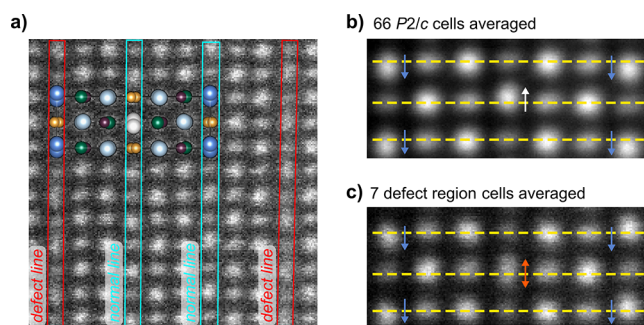 a)
defect line
normal line
normal line
defect line
b) 66 P2/c cells averaged
c) 7 defect region cells averaged